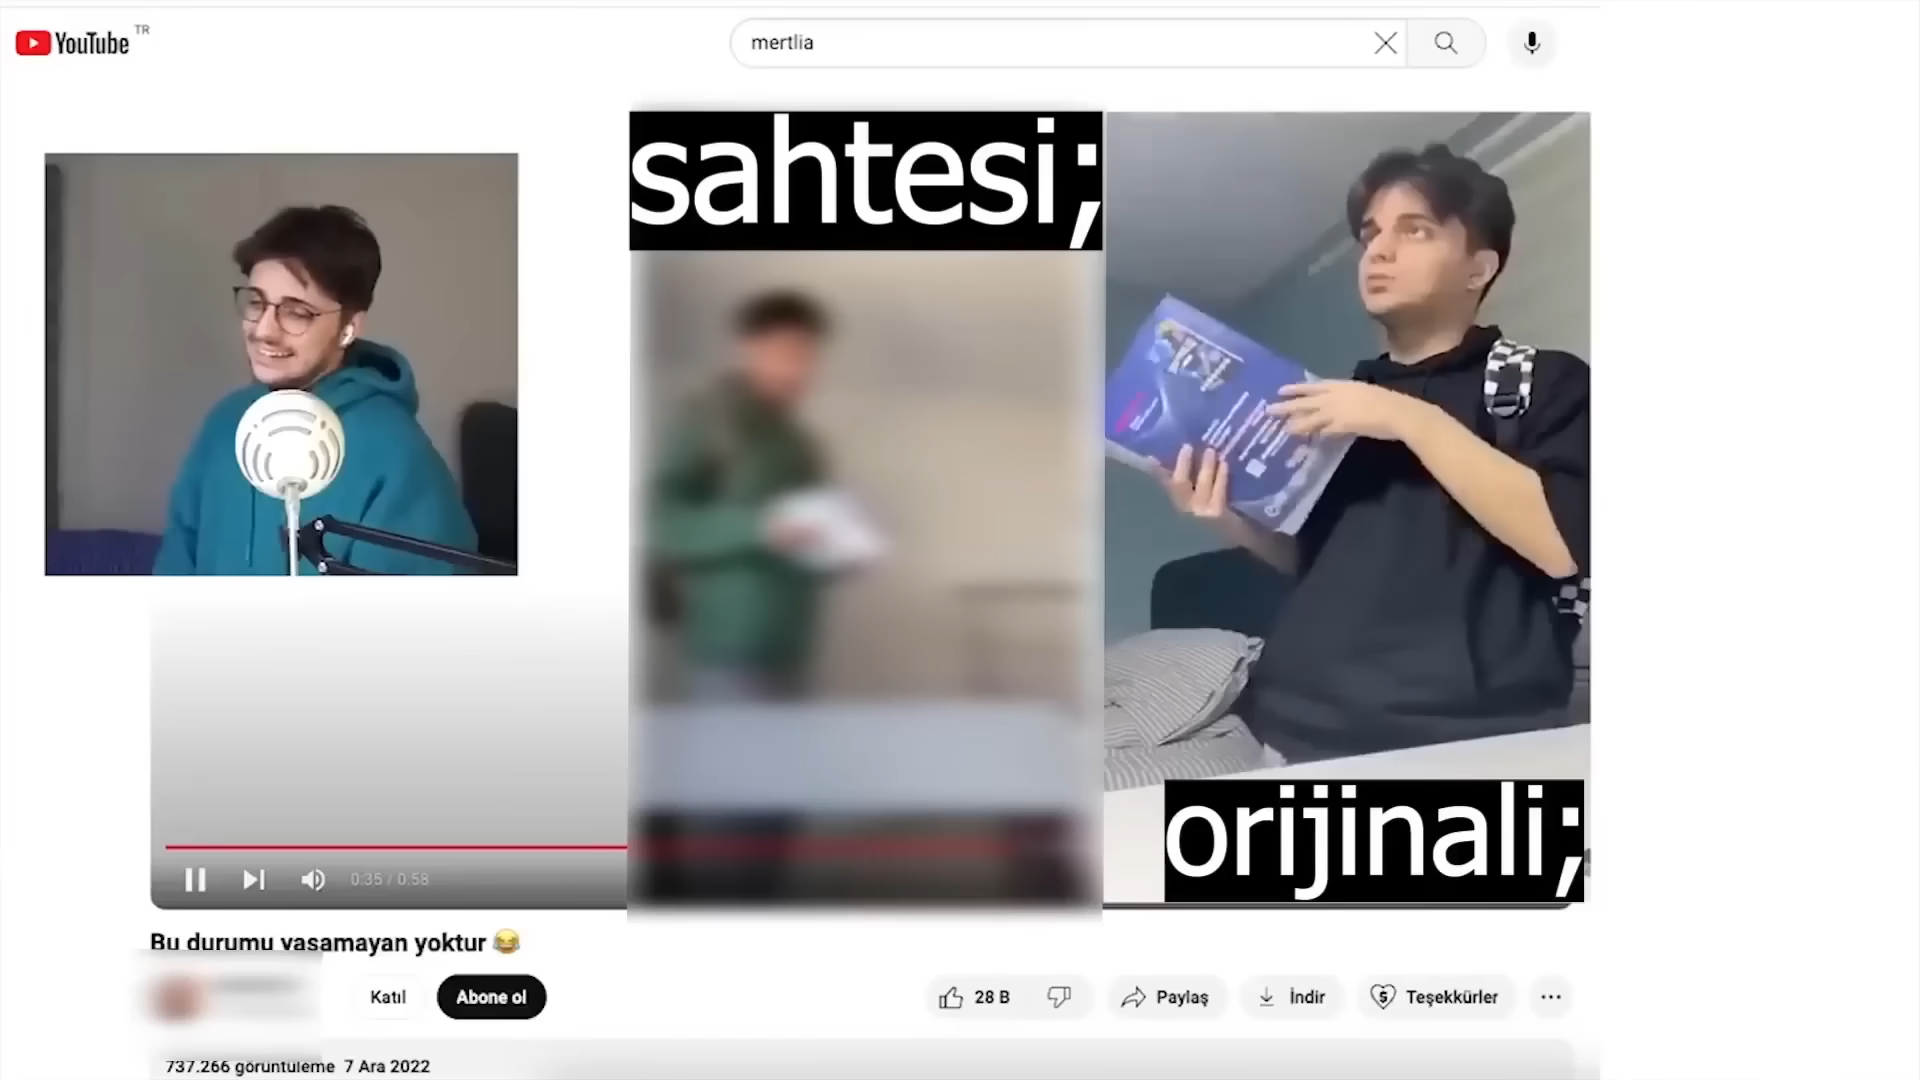 YouTube TR
mertlia
sahtesi;
orijinali;
0:35 / 0:58
Bu durumu yaşamayan yoktur 😂
Katıl
Abone ol
28 B
Paylaş
İndir
Teşekkürler
737.266 görüntüleme 7 Ara 2022